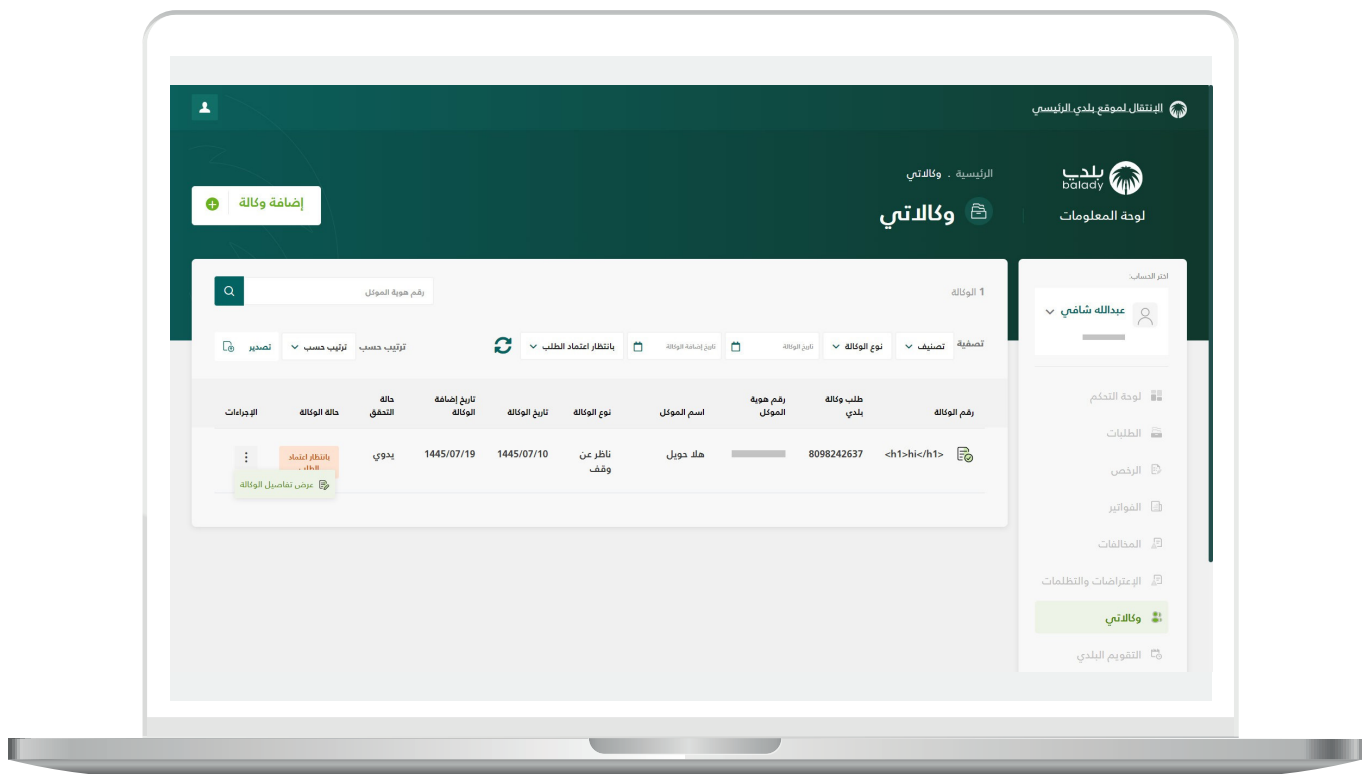 الإنتقال لموقع بلدي الرئيسي
بلدي
balady
لوحة المعلومات
الرئيسية . وكالاتي
وكالاتي
إضافة وكالة
اختر الحساب:
عبدالله شافي
لوحة التحكم
الطلبات
الرخص
الفواتير
المخالفات
الإعتراضات والتظلمات
وكالاتي
التقويم البلدي
1 الوكالة
رقم هوية الموكل
تصفية تصنيف نوع الوكالة تاريخ الوكالة تاريخ إضافة الوكالة بانتظار اعتماد الطلب ترتيب حسب ترتيب حسب تصدير
رقم الوكالة
طلب وكالة
بلدي
رقم هوية
الموكل
اسم الموكل
نوع الوكالة
تاريخ الوكالة
تاريخ إضافة
الوكالة
حالة
التحقق
حالة الوكالة
الإجراءات
<h1>hi</h1>
8098242637
هلا حويل
ناظر عن
وقف
1445/07/10
1445/07/19
يدوي
بانتظار اعتماد
الطلب
عرض تفاصيل الوكالة